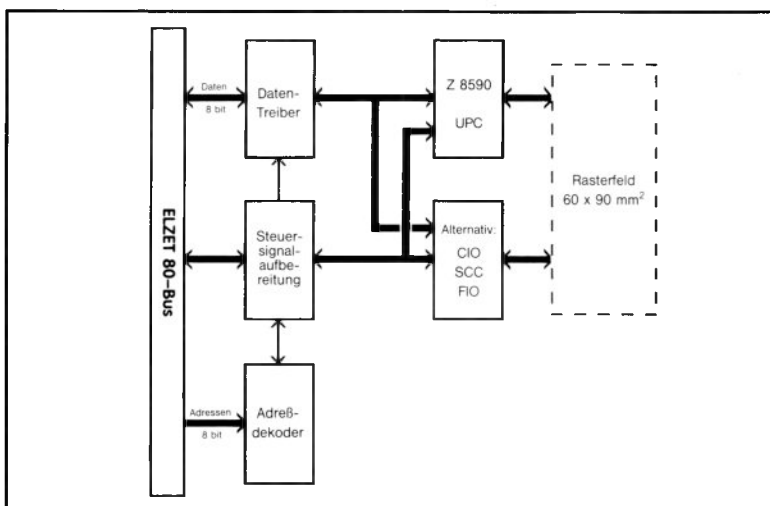 ELZET 80-Bus
Daten
8 bit
Daten-
Treiber
Z 8590
UPC
Rasterfeld
60 x 90 mm²
Steuer-
signal-
aufbe-
reitung
Alternativ:
CIO
SCC
FIO
Adressen
8 bit
Adreß-
dekoder